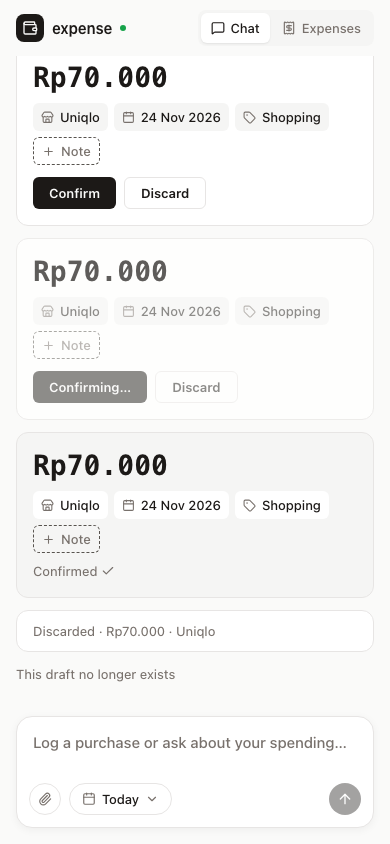 expense
Chat
Expenses
Rp70.000
Uniqlo 24 Nov 2026 Shopping
+ Note
Confirm Discard
Rp70.000
Uniqlo 24 Nov 2026 Shopping
+ Note
Confirming... Discard
Rp70.000
Uniqlo 24 Nov 2026 Shopping
+ Note
Confirmed ✓
Discarded · Rp70.000 · Uniqlo
This draft no longer exists
Log a purchase or ask about your spending...
Today